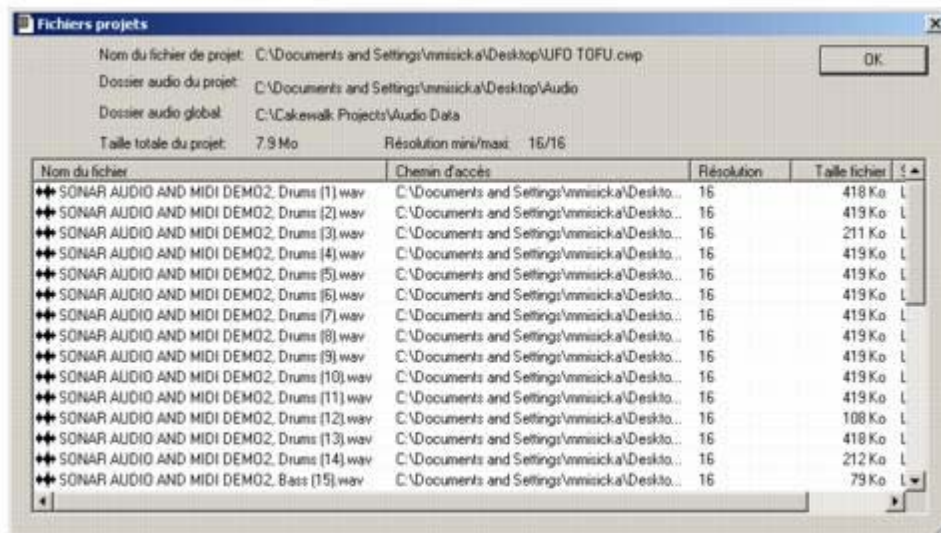 Fichiers projets
Nom du fichier de projet: C:\Documents and Settings\mmisicka\Desktop\UFO TOFU.cwp
OK
Dossier audio du projet: C:\Documents and Settings\mmisicka\Desktop\Audio
Dossier audio global: C:\Cakewalk Projects\Audio Data
Taille totale du projet: 7.9 Mo Résolution mini/maxi: 16/16
Nom du fichier Chemin d'accès Résolution Taille fichier
SONAR AUDIO AND MIDI DEMO2, Drums (1).wav C:\Documents and Settings\mmisicka\Deskto... 16 418 Ko L
SONAR AUDIO AND MIDI DEMO2, Drums (2).wav C:\Documents and Settings\mmisicka\Deskto... 16 419 Ko L
SONAR AUDIO AND MIDI DEMO2, Drums (3).wav C:\Documents and Settings\mmisicka\Deskto... 16 211 Ko L
SONAR AUDIO AND MIDI DEMO2, Drums (4).wav C:\Documents and Settings\mmisicka\Deskto... 16 419 Ko L
SONAR AUDIO AND MIDI DEMO2, Drums (5).wav C:\Documents and Settings\mmisicka\Deskto... 16 419 Ko L
SONAR AUDIO AND MIDI DEMO2, Drums (6).wav C:\Documents and Settings\mmisicka\Deskto... 16 419 Ko L
SONAR AUDIO AND MIDI DEMO2, Drums (7).wav C:\Documents and Settings\mmisicka\Deskto... 16 419 Ko L
SONAR AUDIO AND MIDI DEMO2, Drums (8).wav C:\Documents and Settings\mmisicka\Deskto... 16 419 Ko L
SONAR AUDIO AND MIDI DEMO2, Drums (9).wav C:\Documents and Settings\mmisicka\Deskto... 16 419 Ko L
SONAR AUDIO AND MIDI DEMO2, Drums (10).wav C:\Documents and Settings\mmisicka\Deskto... 16 419 Ko L
SONAR AUDIO AND MIDI DEMO2, Drums (11).wav C:\Documents and Settings\mmisicka\Deskto... 16 419 Ko L
SONAR AUDIO AND MIDI DEMO2, Drums (12).wav C:\Documents and Settings\mmisicka\Deskto... 16 108 Ko L
SONAR AUDIO AND MIDI DEMO2, Drums (13).wav C:\Documents and Settings\mmisicka\Deskto... 16 418 Ko L
SONAR AUDIO AND MIDI DEMO2, Drums (14).wav C:\Documents and Settings\mmisicka\Deskto... 16 212 Ko L
SONAR AUDIO AND MIDI DEMO2, Bass (15).wav C:\Documents and Settings\mmisicka\Deskto... 16 79 Ko L